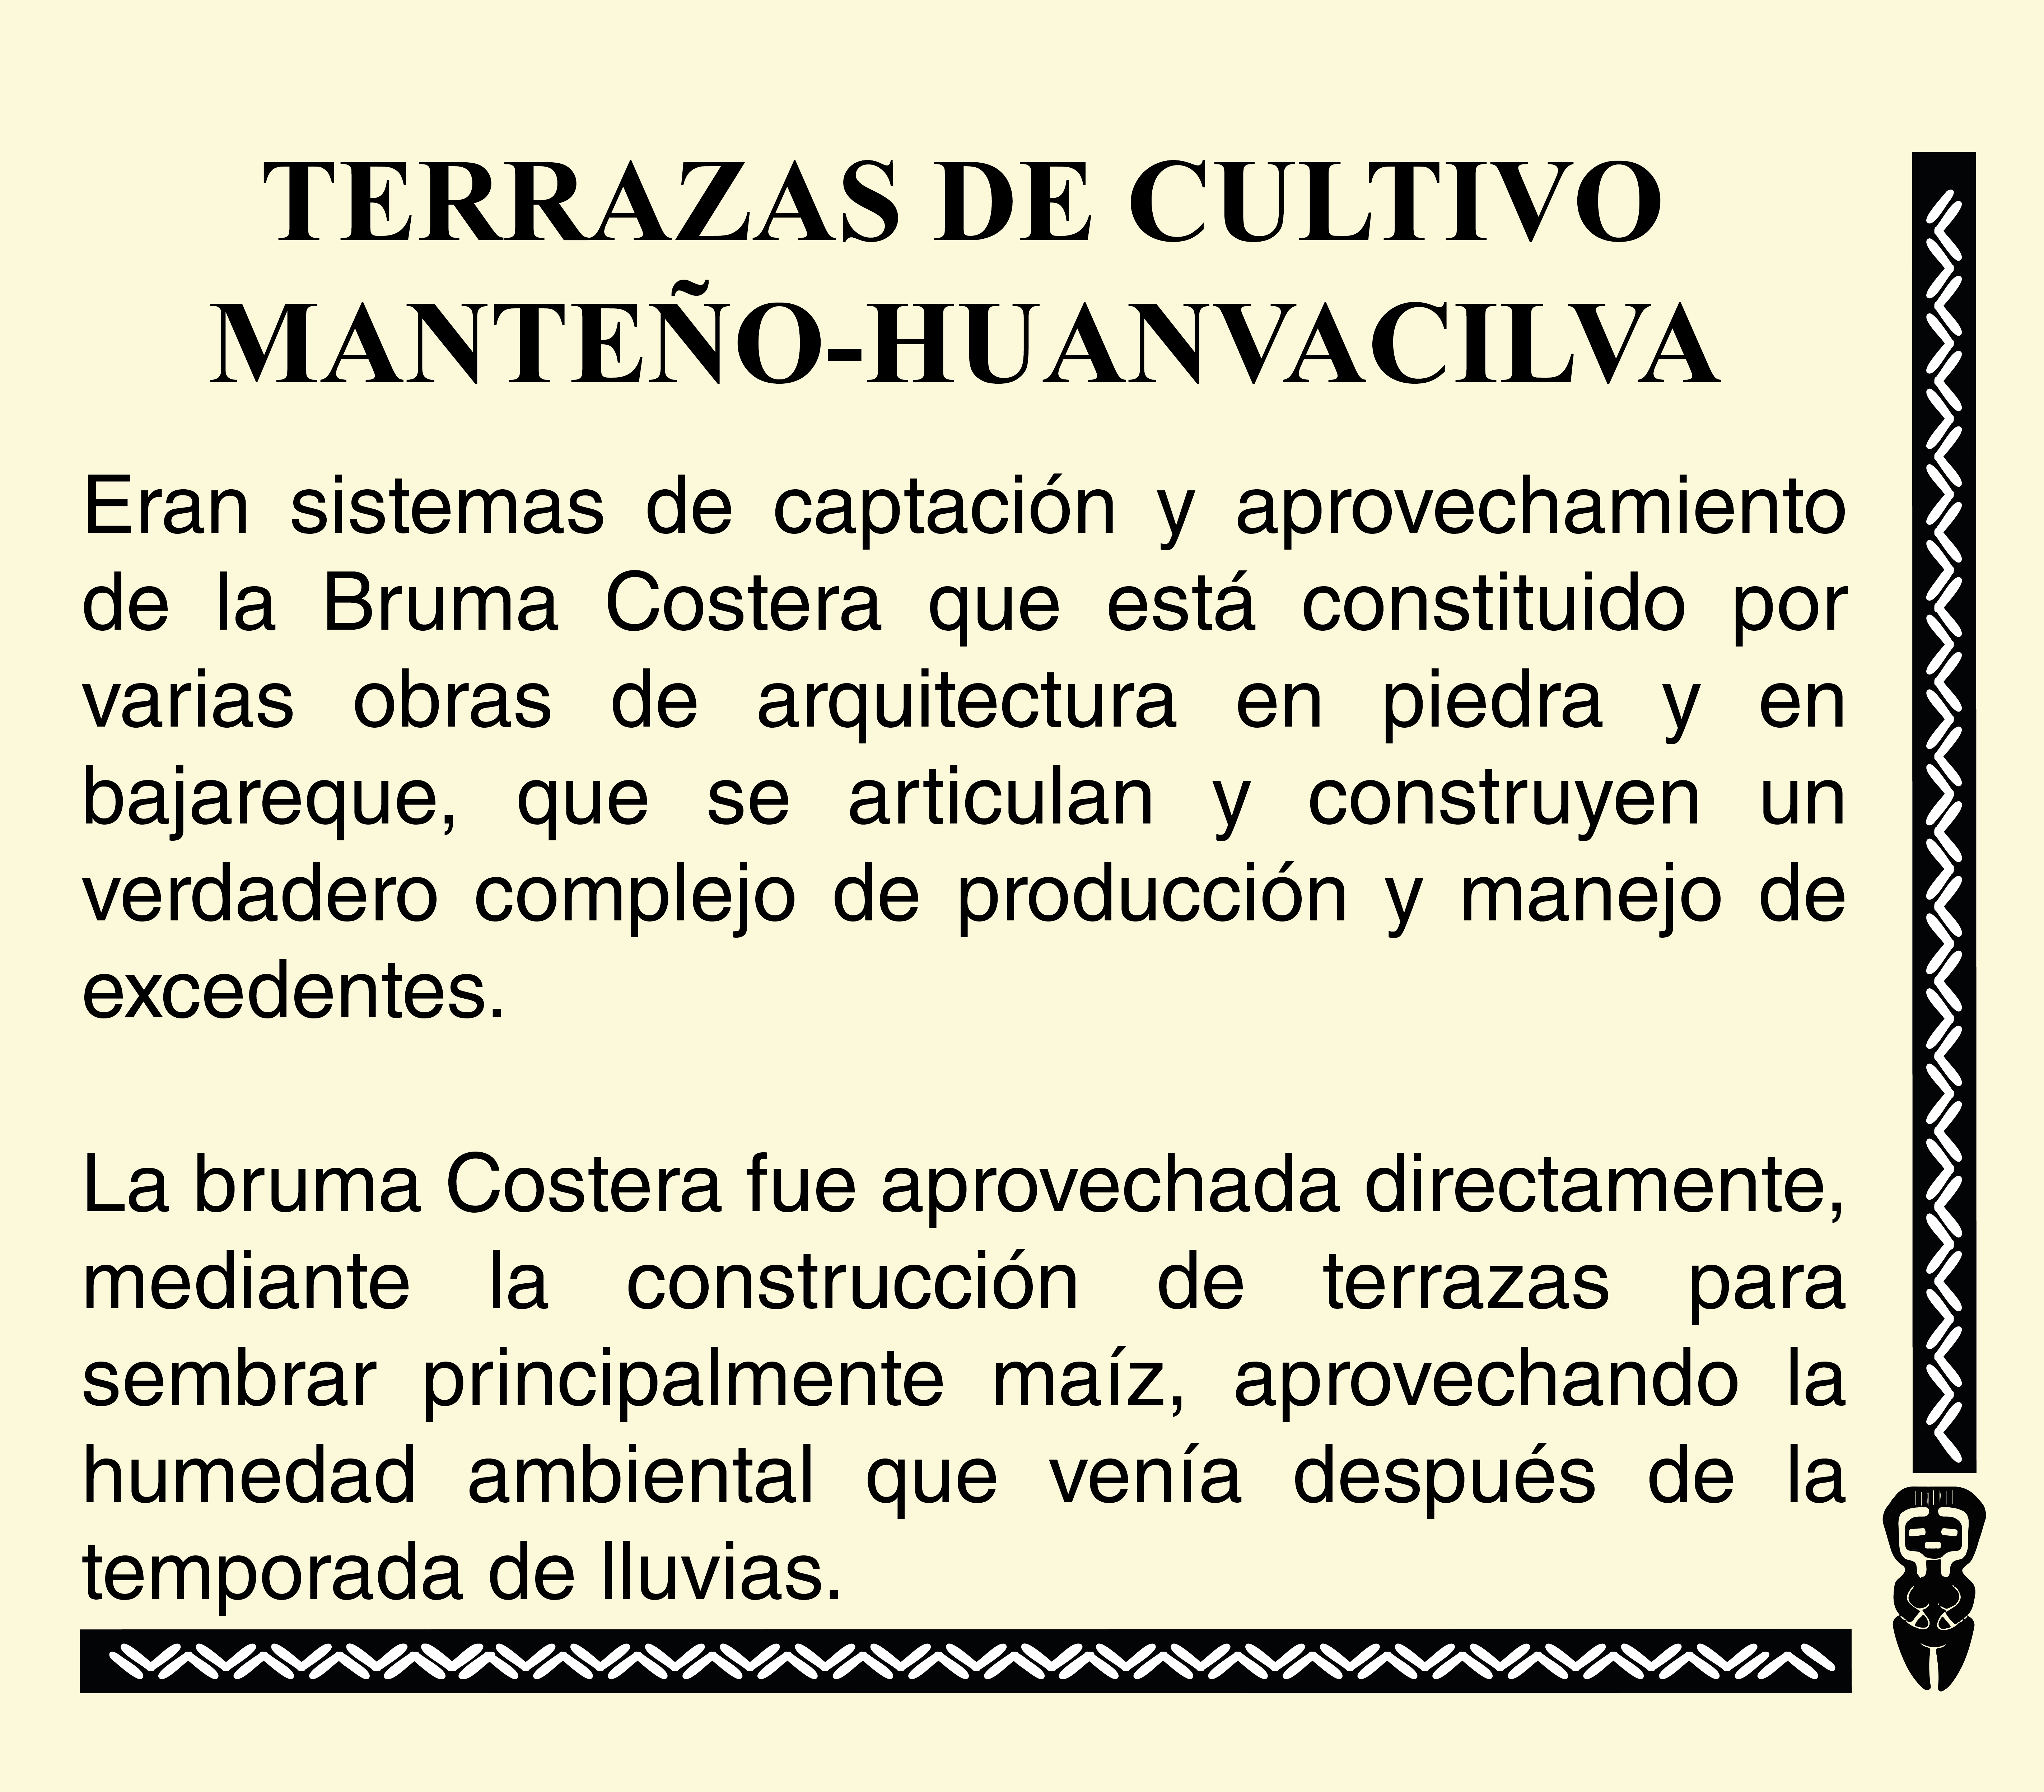 TERRAZAS DE CULTIVO
MANTEÑO-HUANVACILVA
Eran sistemas de captación y aprovechamiento
de la Bruma Costera que está constituido por
varias obras de arquitectura en piedra y en
bajareque, que se articulan y construyen un
verdadero complejo de producción y manejo de
excedentes.
La bruma Costera fue aprovechada directamente,
mediante la construcción de terrazas para
sembrar principalmente maíz, aprovechando la
humedad ambiental que venía después de la
temporada de lluvias.